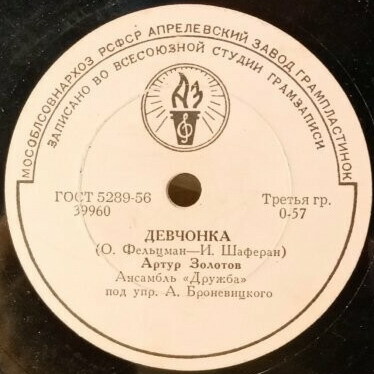 МОСОБЛСОВНАРХОЗ РСФСР АПРЕЛЕВСКИЙ ЗАВОД ГРАМПЛАСТИНОК
ЗАПИСАНО ВО ВСЕСОЮЗНОЙ СТУДИИ ГРАМЗАПИСИ
АЗ
ГОСТ 5289-56
39960
Третья гр.
0-57
ДЕВЧОНКА
(О. Фельцман—И. Шаферан)
Артур Золотов
Ансамбль «Дружба»
под упр. А. Броневицкого